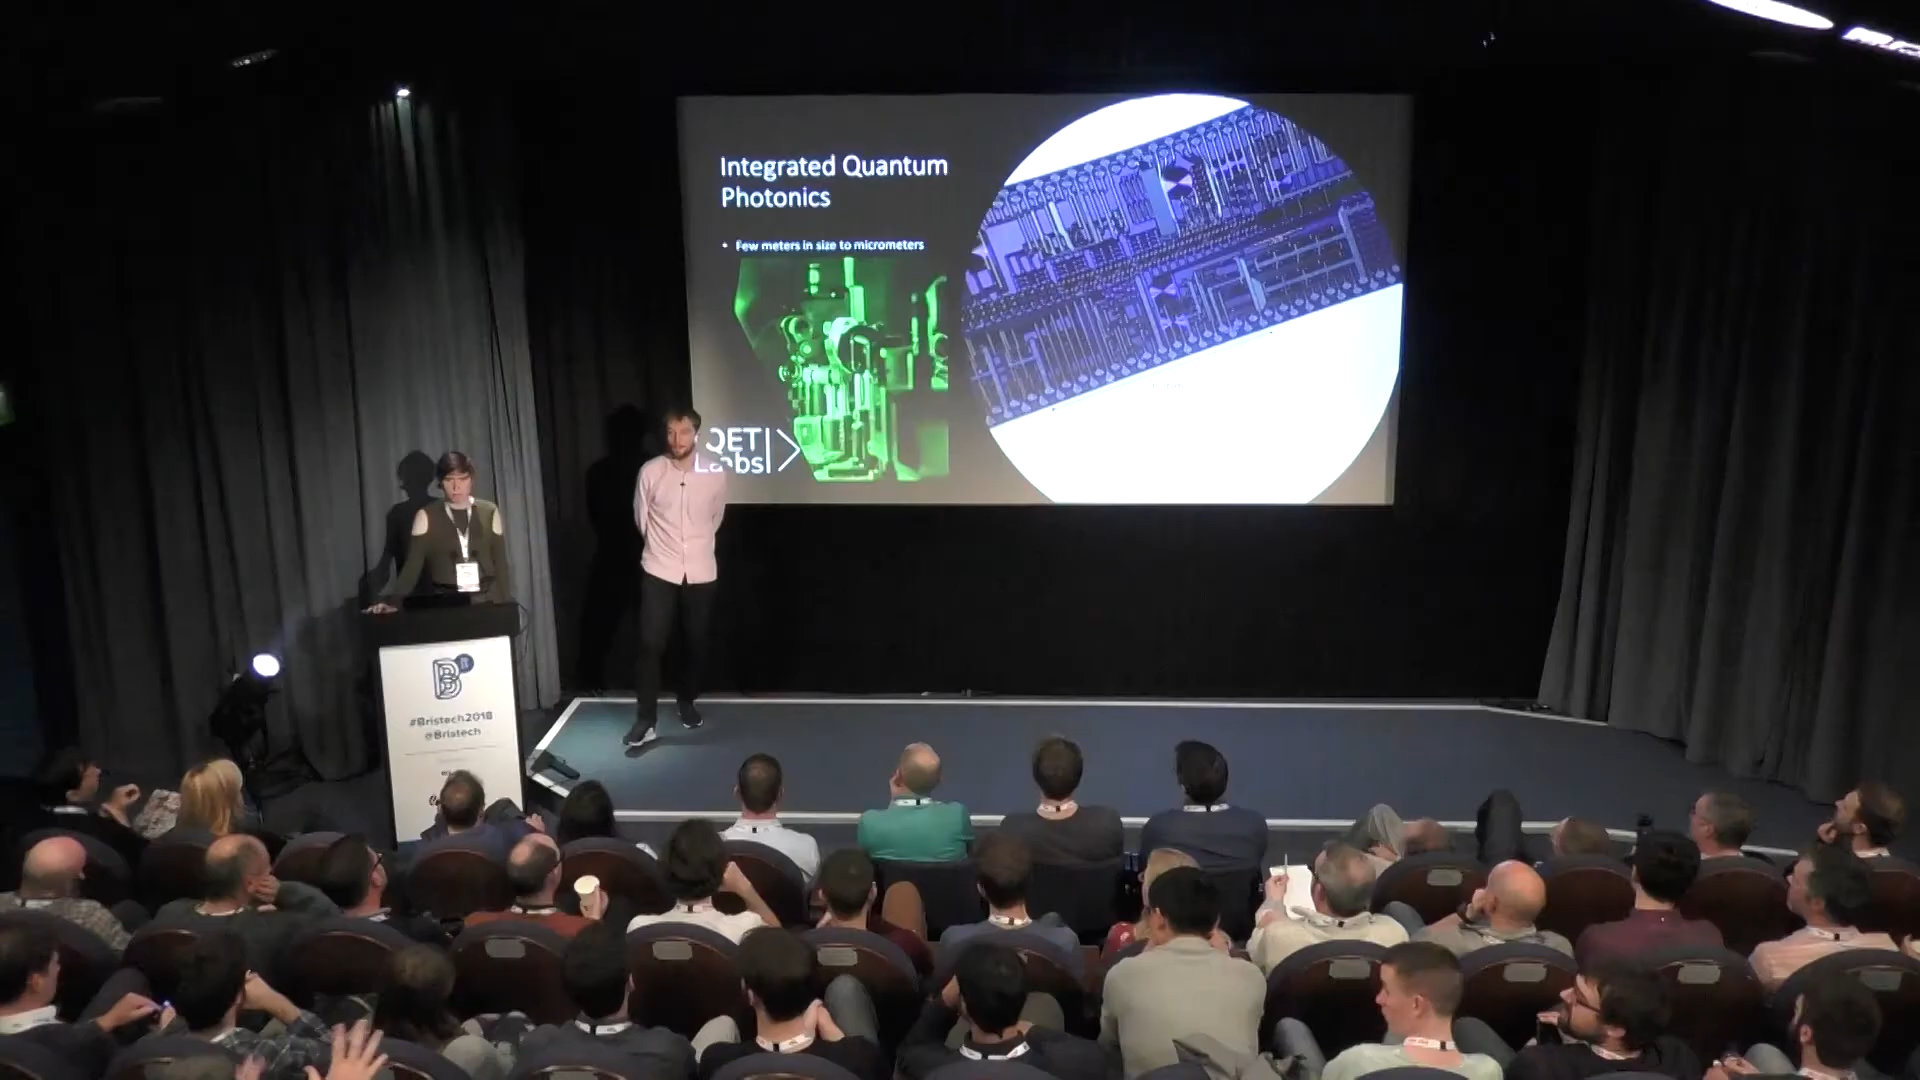 Integrated Quantum
Photonics
• Few meters in size to micrometers
QET
Labs
#Bristech2018
@Bristech